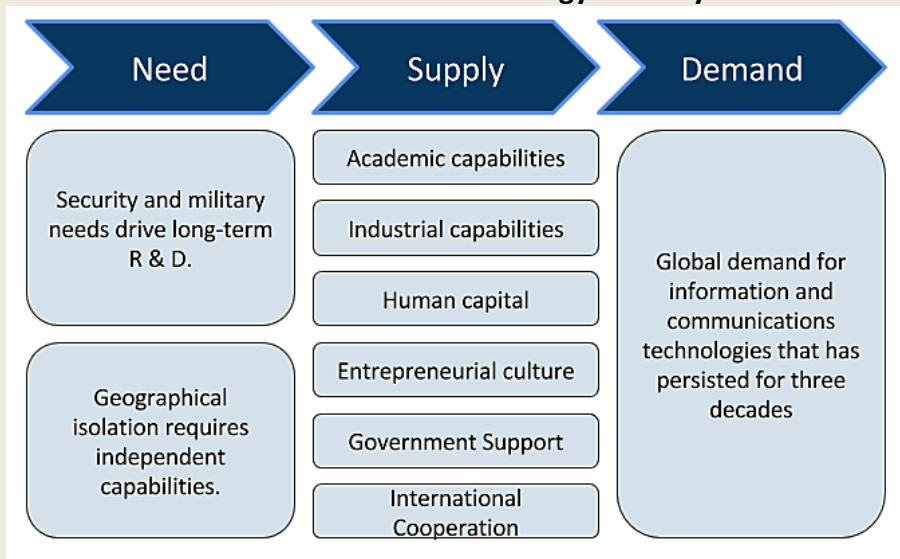 Need
Supply
Demand
Security and military
needs drive long-term
R & D.
Geographical
isolation requires
independent
capabilities.
Academic capabilities
Industrial capabilities
Human capital
Entrepreneurial culture
Government Support
International
Cooperation
Global demand for
information and
communications
technologies that has
persisted for three
decades